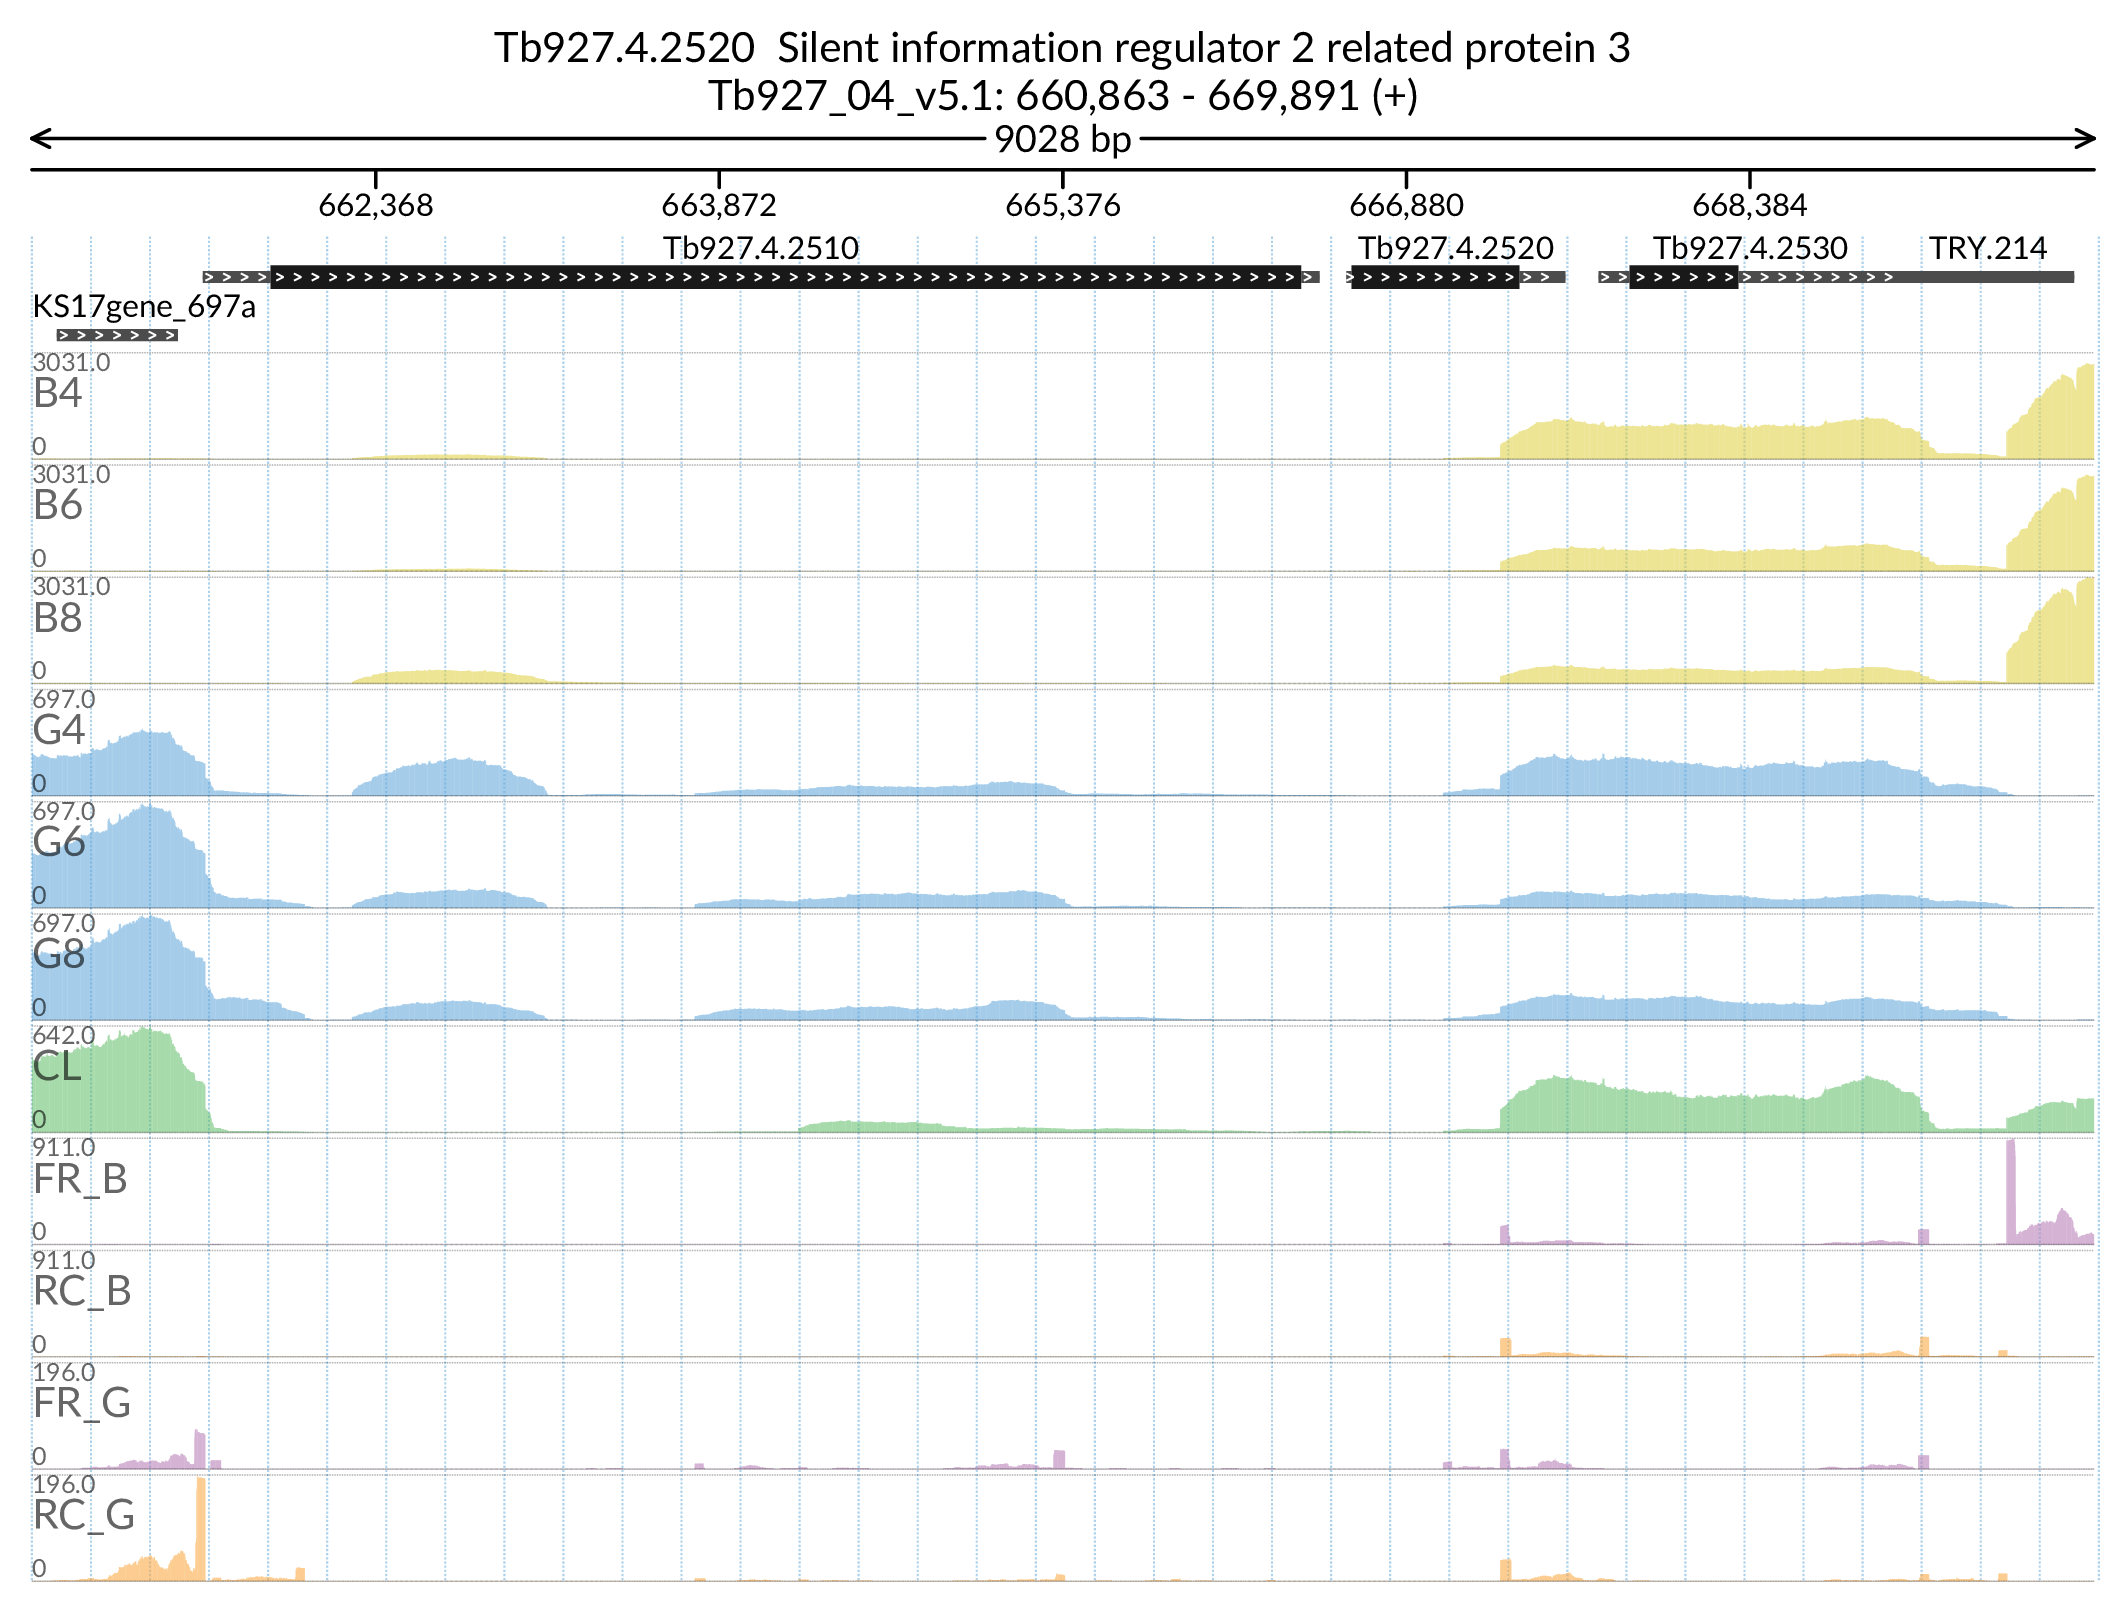 Tb927.4.2520  Silent information regulator 2 related protein 3
Tb927_04_v5.1: 660,863 - 669,891 (+)
9028 bp
662,368 663,872 665,376 666,880 668,384
Tb927.4.2510 Tb927.4.2520 Tb927.4.2530 TRY.214
KS17gene_697a
3031.0
B4
0
3031.0
B6
0
3031.0
B8
0
697.0
G4
0
697.0
G6
0
697.0
G8
0
642.0
CL
0
911.0
FR_B
0
911.0
RC_B
0
196.0
FR_G
0
196.0
RC_G
0